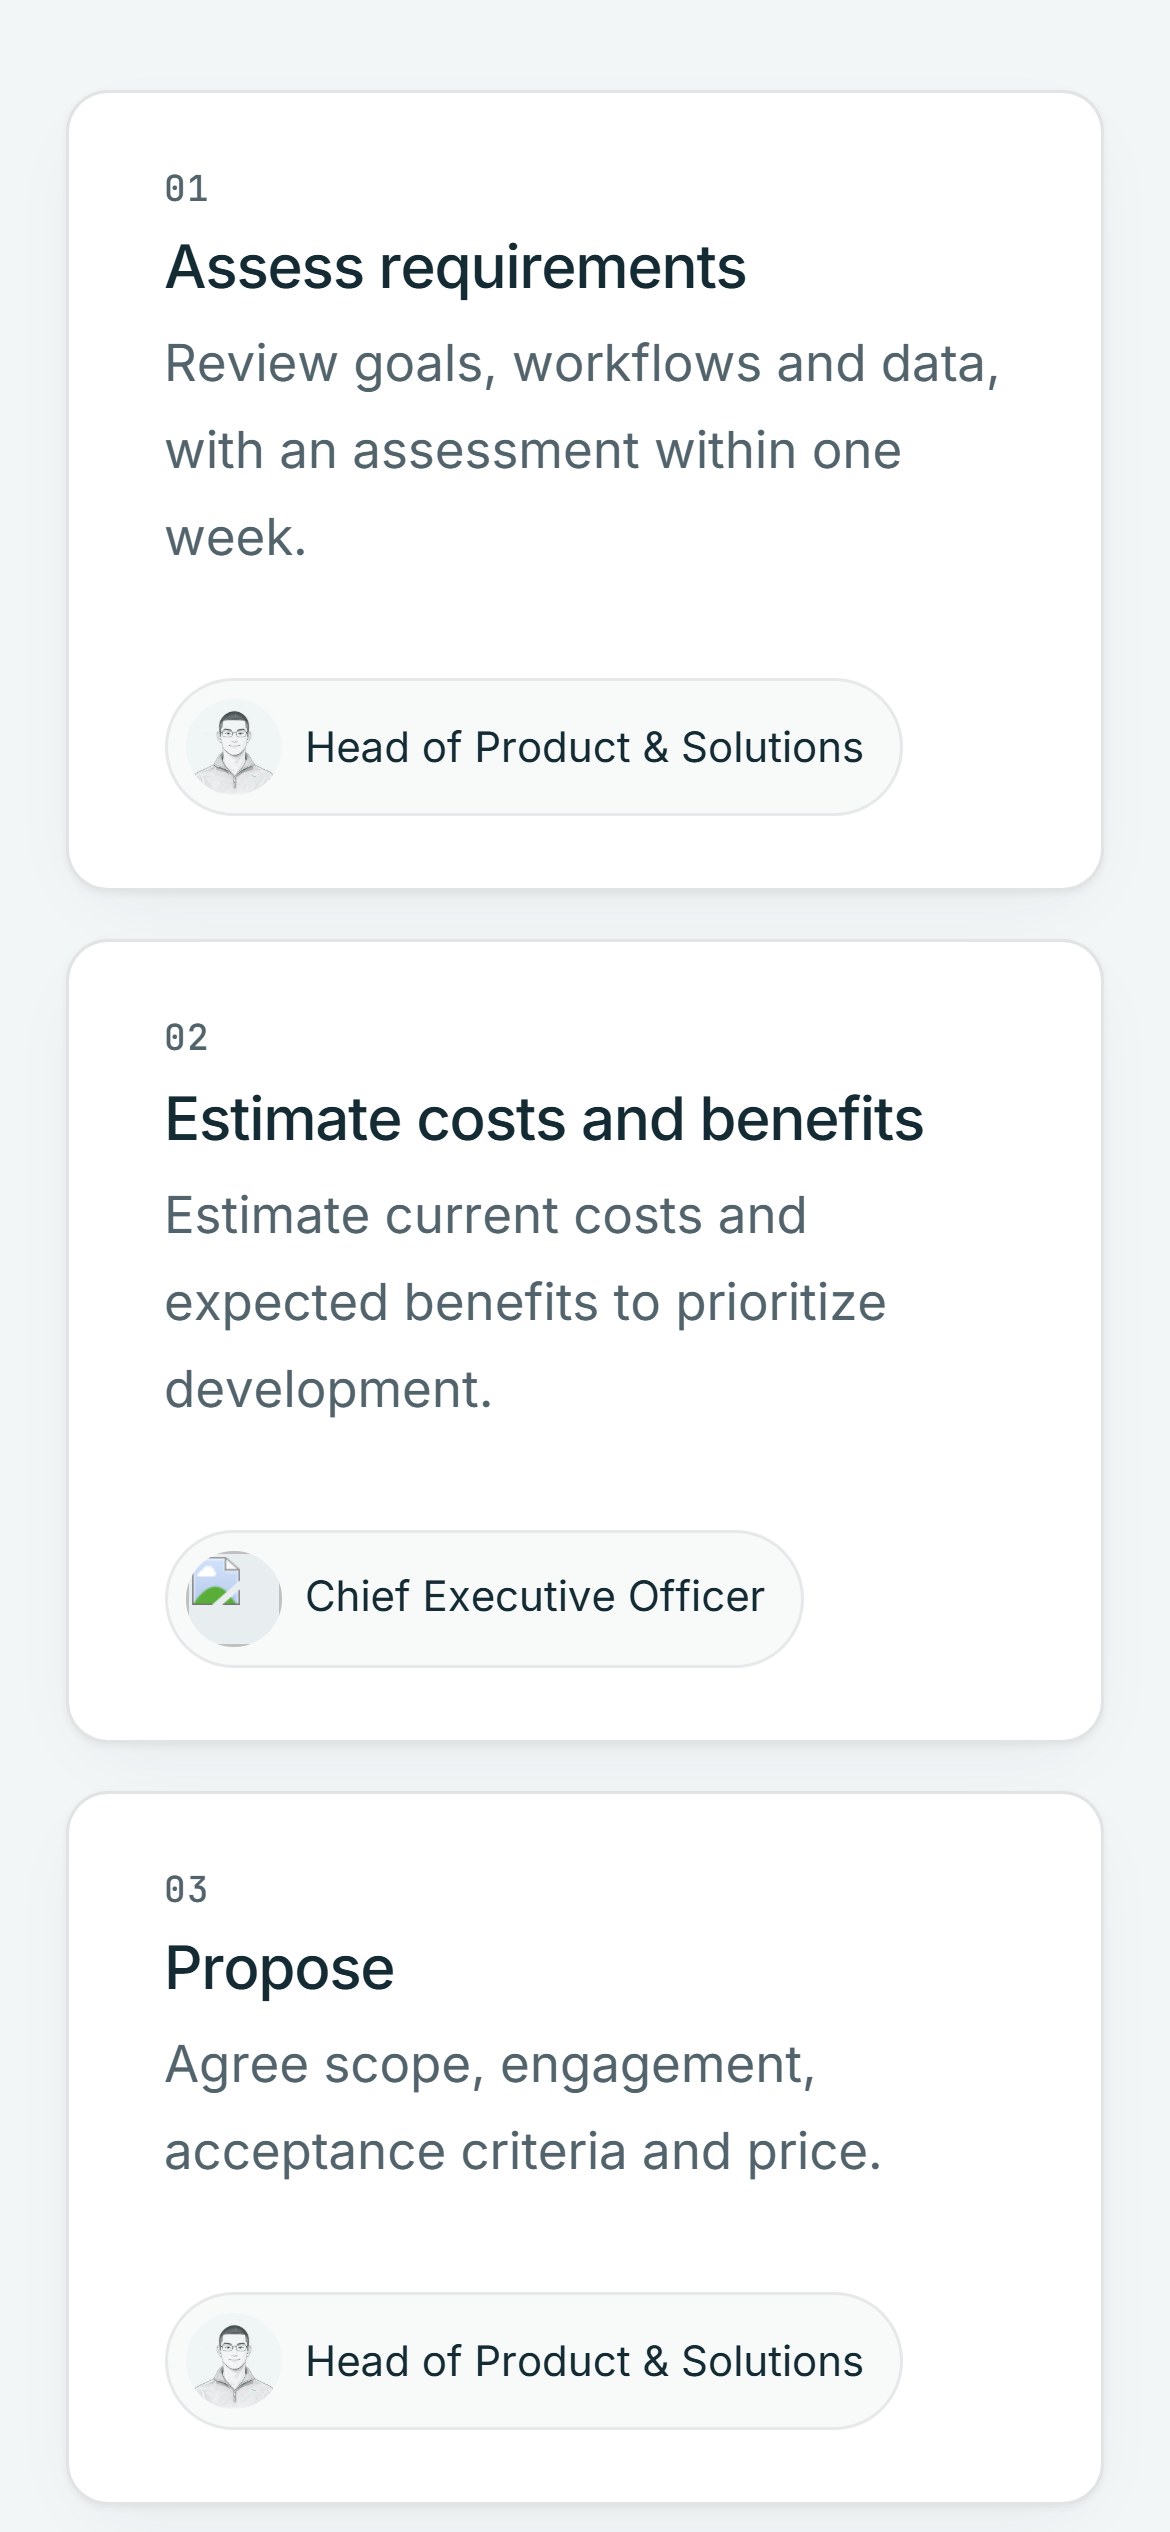 01
Assess requirements
Review goals, workflows and data,
with an assessment within one
week.
Head of Product & Solutions
02
Estimate costs and benefits
Estimate current costs and
expected benefits to prioritize
development.
Chief Executive Officer
03
Propose
Agree scope, engagement,
acceptance criteria and price.
Head of Product & Solutions